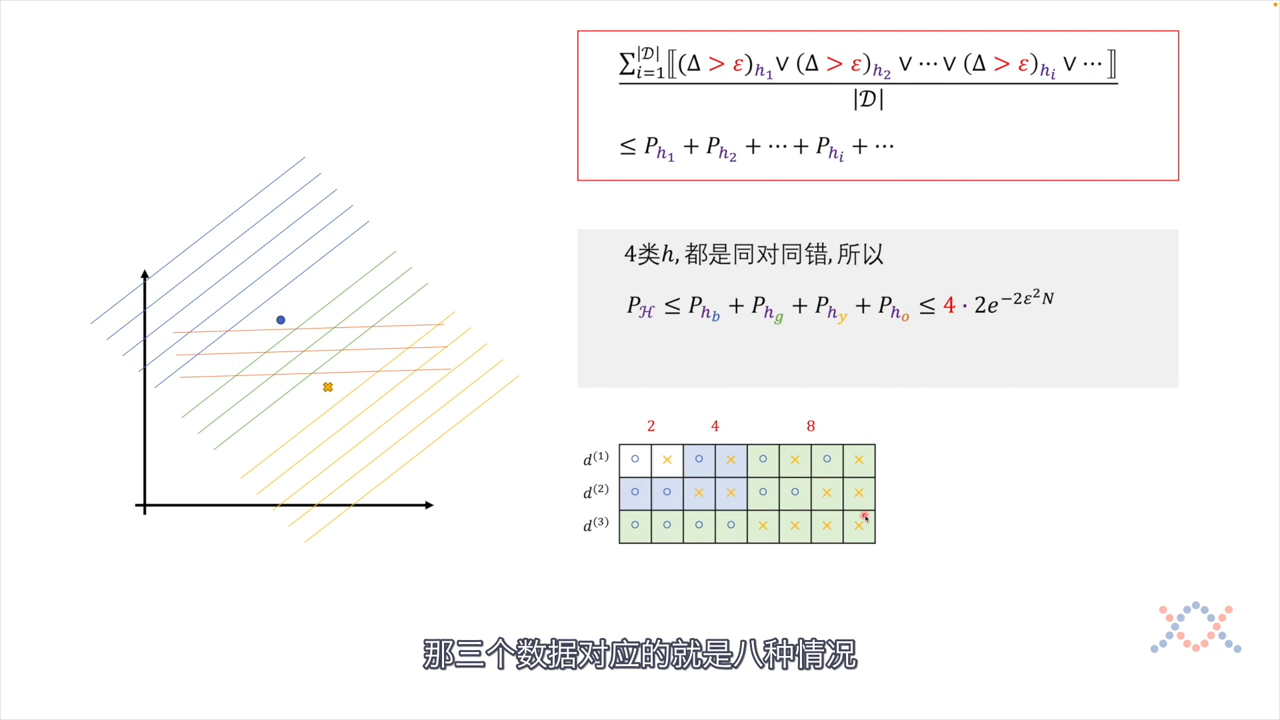 ∑_{i=1}^{|𝒟|}⟦(Δ > ε)_{h₁} ∨ (Δ > ε)_{h₂} ∨ ⋯ ∨ (Δ > ε)_{hᵢ} ∨ ⋯⟧
|𝒟|
≤ P_{h₁} + P_{h₂} + ⋯ + P_{hᵢ} + ⋯
4类h, 都是同对同错, 所以
P_ℋ ≤ P_{h_b} + P_{h_g} + P_{h_y} + P_{h_o} ≤ 4 · 2e^{−2ε²N}
2 4 8
d⁽¹⁾ ○ × ○ × ○ × ○ ×
d⁽²⁾ ○ ○ × × ○ ○ × ×
d⁽³⁾ ○ ○ ○ ○ × × × ×
那三个数据对应的就是八种情况